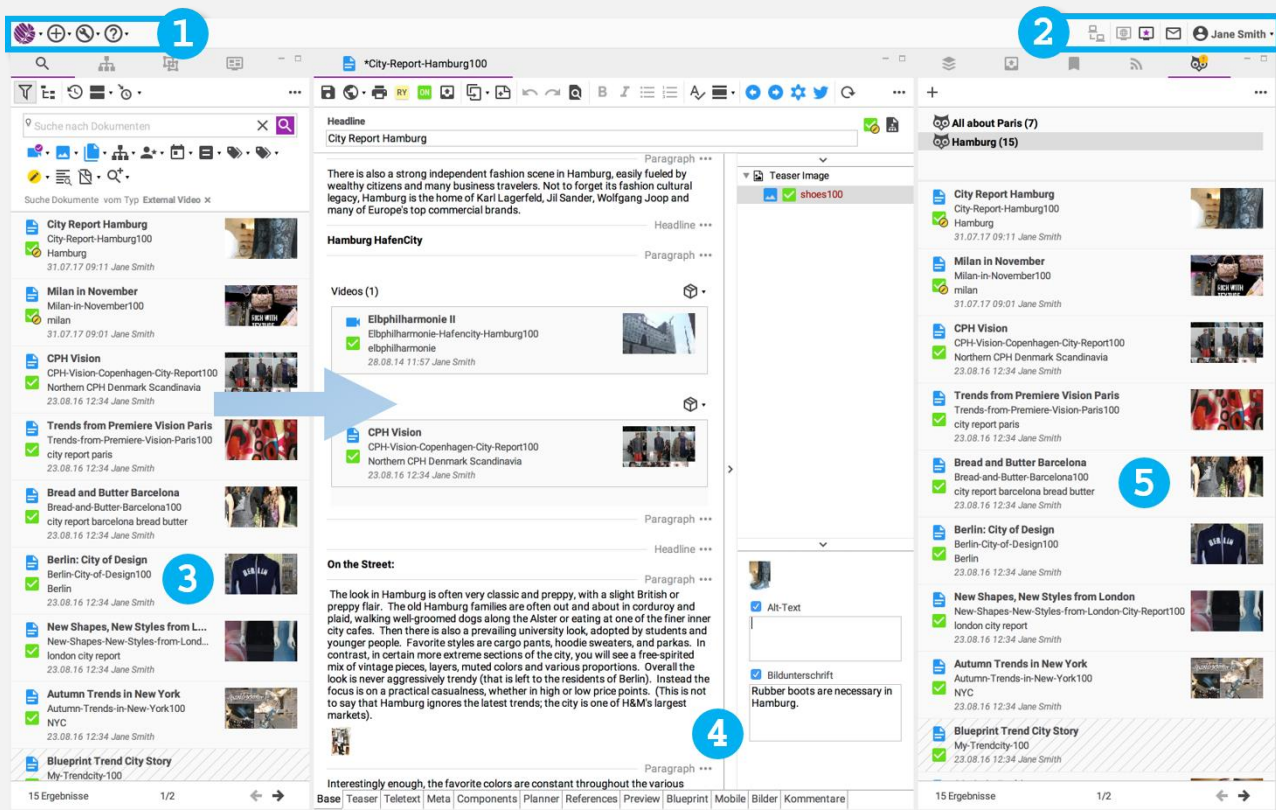 1
2
Jane Smith
*City-Report-Hamburg100
RY
ON
B I
Suche nach Dokumenten
Suche Dokumente vom Typ External Video ×
City Report Hamburg
City-Report-Hamburg100
Hamburg
31.07.17 09:11 Jane Smith
Milan in November
Milan-in-November100
milan
31.07.17 09:01 Jane Smith
RICH WITH
CPH Vision
CPH-Vision-Copenhagen-City-Report100
Northern CPH Denmark Scandinavia
23.08.16 12:34 Jane Smith
Trends from Premiere Vision Paris
Trends-from-Premiere-Vision-Paris100
city report paris
23.08.16 12:34 Jane Smith
Bread and Butter Barcelona
Bread-and-Butter-Barcelona100
city report barcelona bread butter
23.08.16 12:34 Jane Smith
Berlin: City of Design
Berlin-City-of-Design100
Berlin
23.08.16 12:34 Jane Smith
BERLIN
3
New Shapes, New Styles from L...
New-Shapes-New-Styles-from-Lond...
london city report
23.08.16 12:34 Jane Smith
Autumn Trends in New York
Autumn-Trends-in-New-York100
NYC
23.08.16 12:34 Jane Smith
Blueprint Trend City Story
My-Trendcity-100
15 Ergebnisse 1/2
Headline
City Report Hamburg
Paragraph
There is also a strong independent fashion scene in Hamburg, easily fueled by
wealthy citizens and many business travelers. Not to forget its fashion cultural
legacy, Hamburg is the home of Karl Lagerfeld, Jil Sander, Wolfgang Joop and
many of Europe's top commercial brands.
Headline
Hamburg HafenCity
Paragraph
Videos (1)
Elbphilharmonie II
Elbphilharmonie-Hafencity-Hamburg100
elbphilharmonie
28.08.14 11:57 Jane Smith
CPH Vision
CPH-Vision-Copenhagen-City-Report100
Northern CPH Denmark Scandinavia
23.08.16 12:34 Jane Smith
Paragraph
Headline
On the Street:
Paragraph
The look in Hamburg is often very classic and preppy, with a slight British or
preppy flair. The old Hamburg families are often out and about in corduroy and
plaid, walking well-groomed dogs along the Alster or eating at one of the finer inner
city cafes. Then there is also a prevailing university look, adopted by students and
younger people. Favorite styles are cargo pants, hoodie sweaters, and parkas. In
contrast, in certain more extreme sections of the city, you will see a free-spirited
mix of vintage pieces, layers, muted colors and various proportions. Overall the
look is never aggressively trendy (that is left to the residents of Berlin). Instead the
focus is on a practical casualness, whether in high or low price points. (This is not
to say that Hamburg ignores the latest trends; the city is one of H&M's largest
markets).
Paragraph
Interestingly enough, the favorite colors are constant throughout the various
Base Teaser Teletext Meta Components Planner References Preview Blueprint Mobile Bilder Kommentare
Teaser Image
shoes100
Alt-Text
Bildunterschrift
Rubber boots are necessary in
Hamburg.
4
All about Paris (7)
Hamburg (15)
City Report Hamburg
City-Report-Hamburg100
Hamburg
31.07.17 09:11 Jane Smith
Milan in November
Milan-in-November100
milan
31.07.17 09:01 Jane Smith
RICH WITH
CPH Vision
CPH-Vision-Copenhagen-City-Report100
Northern CPH Denmark Scandinavia
23.08.16 12:34 Jane Smith
Trends from Premiere Vision Paris
Trends-from-Premiere-Vision-Paris100
city report paris
23.08.16 12:34 Jane Smith
Bread and Butter Barcelona
Bread-and-Butter-Barcelona100
city report barcelona bread butter
23.08.16 12:34 Jane Smith
5
Berlin: City of Design
Berlin-City-of-Design100
Berlin
23.08.16 12:34 Jane Smith
BERLIN
New Shapes, New Styles from London
New-Shapes-New-Styles-from-London-City-Report100
london city report
23.08.16 12:34 Jane Smith
Autumn Trends in New York
Autumn-Trends-in-New-York100
NYC
23.08.16 12:34 Jane Smith
Blueprint Trend City Story
My-Trendcity-100
23.08.16 12:34 Jane Smith
15 Ergebnisse 1/2